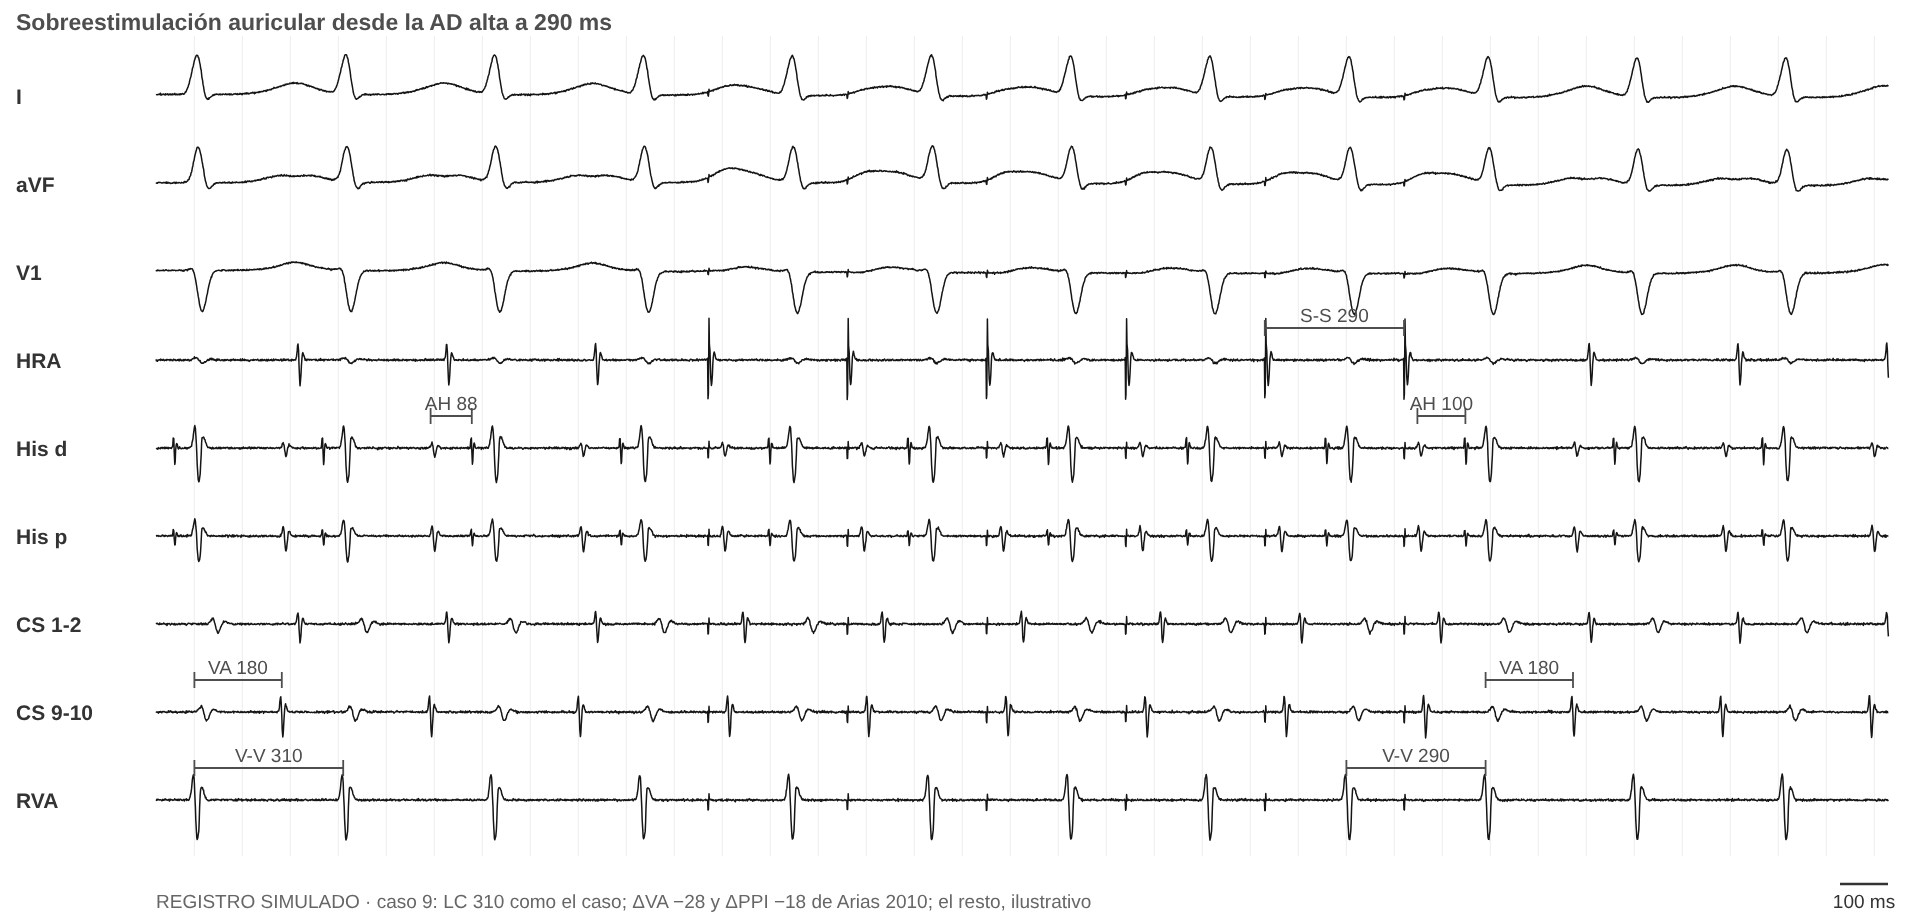 Sobreestimulación auricular desde la AD alta a 290 ms
I
aVF
V1
S-S 290
HRA
AH 88
AH 100
His d
His p
CS 1-2
VA 180
VA 180
CS 9-10
V-V 310
V-V 290
RVA
REGISTRO SIMULADO · caso 9: LC 310 como el caso; ΔVA −28 y ΔPPI −18 de Arias 2010; el resto, ilustrativo
100 ms